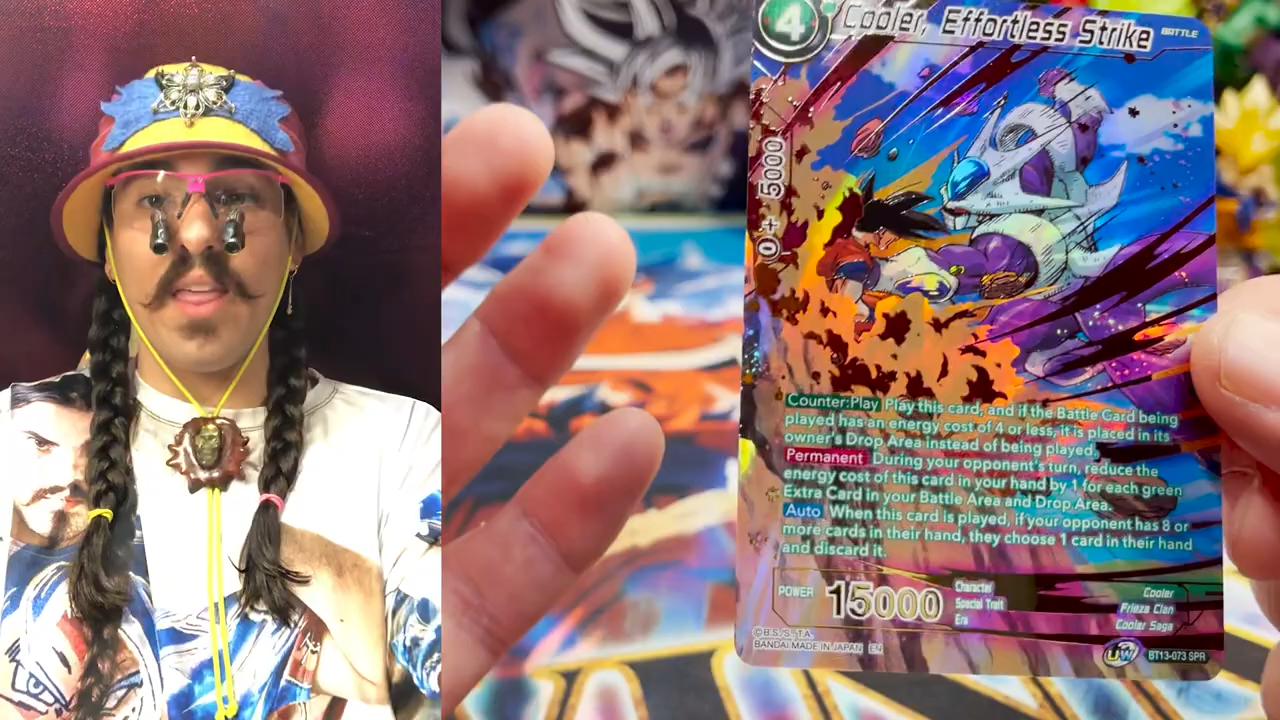 4
Cooler, Effortless Strike
BATTLE
0 + 5000
Counter:Play Play this card, and if the Battle Card being
played has an energy cost of 4 or less, it is placed in its
owner's Drop Area instead of being played.
Permanent During your opponent's turn, reduce the
energy cost of this card in your hand by 1 for each green
Extra Card in your Battle Area and Drop Area.
Auto When this card is played, if your opponent has 8 or
more cards in their hand, they choose 1 card in their hand
and discard it.
POWER 15000
Character Cooler
Special Trait Frieza Clan
Era Cooler Saga
©B.S./S.,T.A.
BANDAI MADE IN JAPAN EN
UW BT13-073 SPR